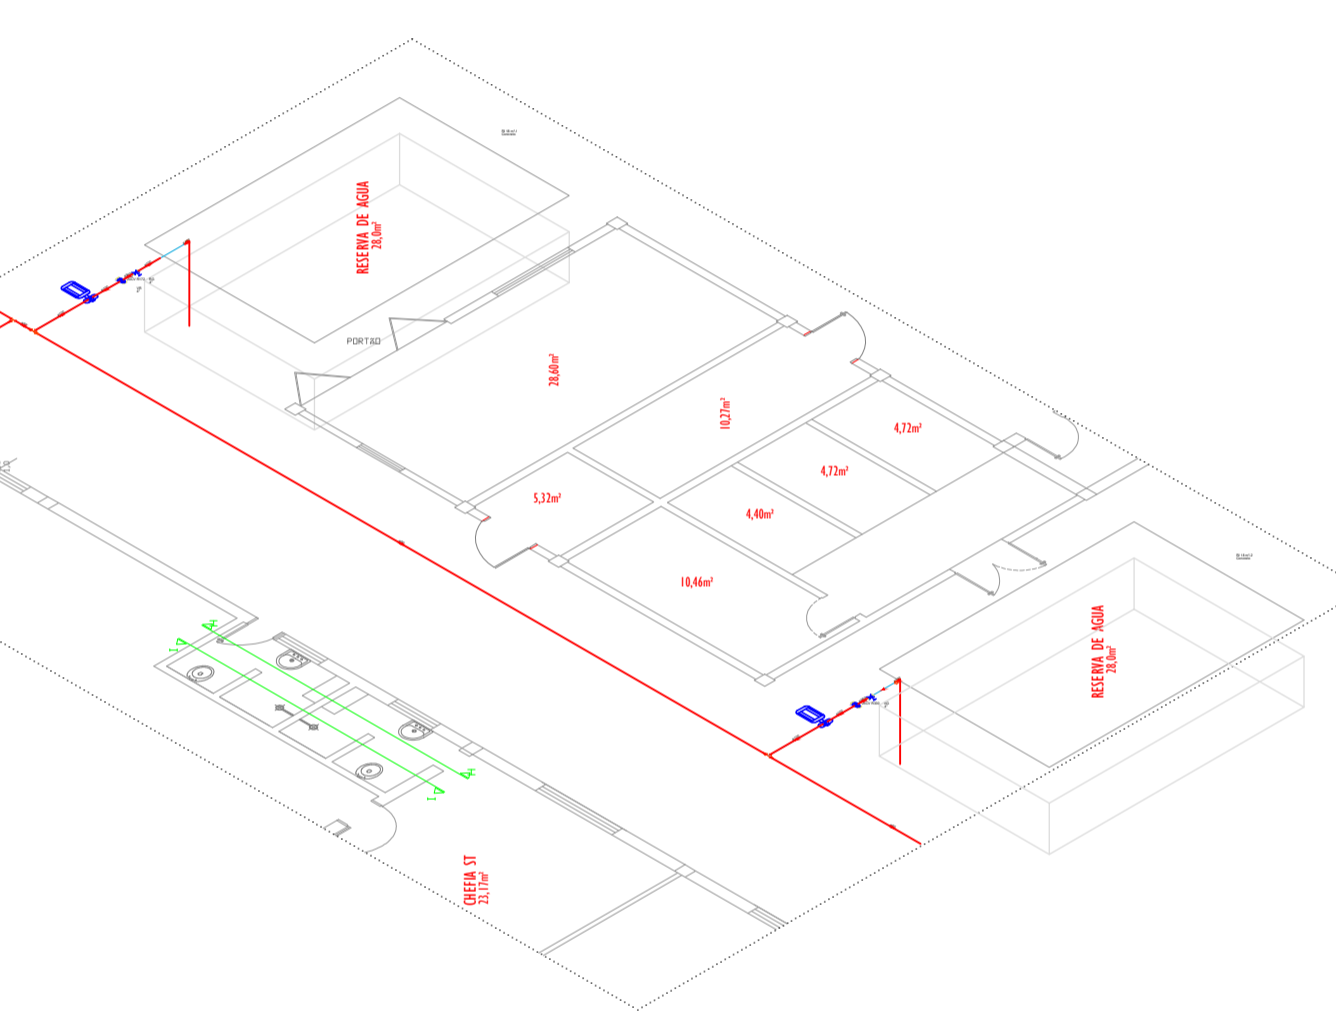 RESERVA DE AGUA
28,0m²
PORTÃO
28,60m²
10,27m²
4,72m²
4,72m²
4,40m²
5,32m²
10,46m²
RESERVA DE AGUA
28,0m²
H
I
H
I
CHEFIA ST
23,17m²